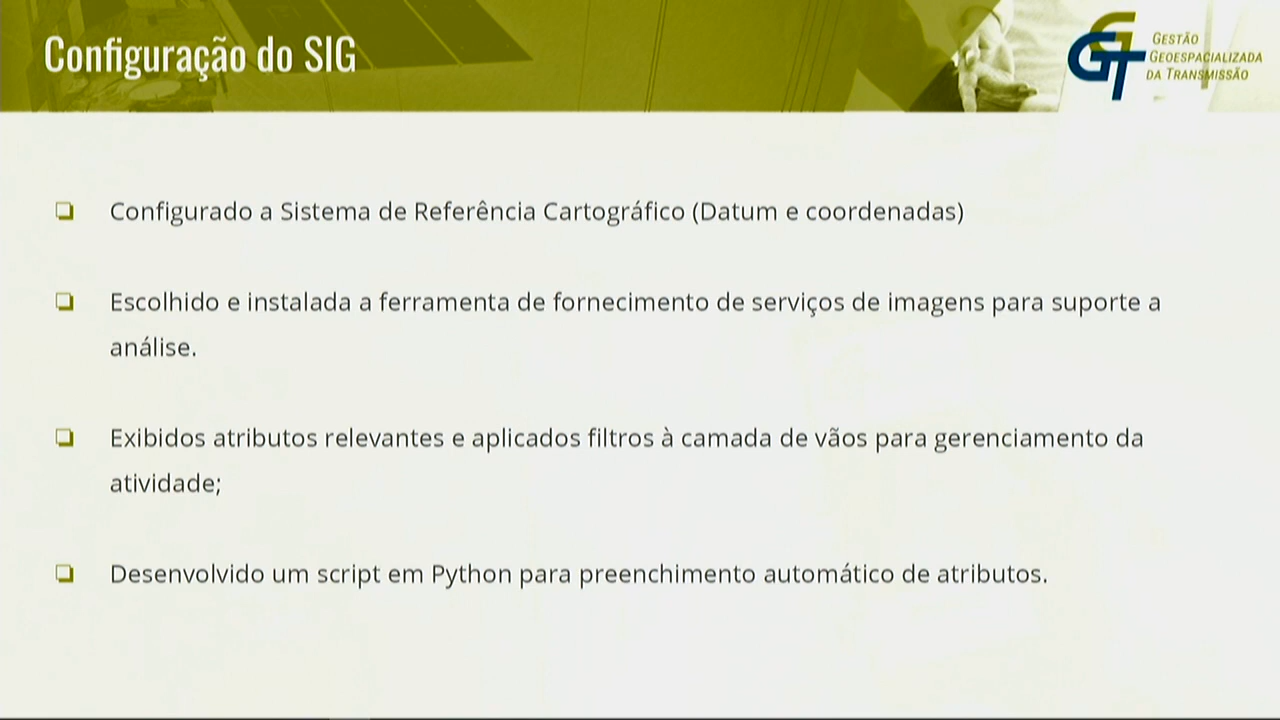 Configuração do SIG
GESTÃO
GEOESPACIALIZADA
DA TRANSMISSÃO
Configurado a Sistema de Referência Cartográfico (Datum e coordenadas)
Escolhido e instalada a ferramenta de fornecimento de serviços de imagens para suporte a
análise.
Exibidos atributos relevantes e aplicados filtros à camada de vãos para gerenciamento da
atividade;
Desenvolvido um script em Python para preenchimento automático de atributos.